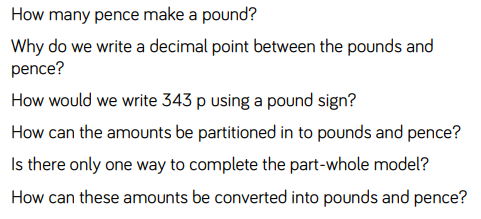 How many pence make a pound?
Why do we write a decimal point between the pounds and
pence?
How would we write 343 p using a pound sign?
How can the amounts be partitioned in to pounds and pence?
Is there only one way to complete the part-whole model?
How can these amounts be converted into pounds and pence?